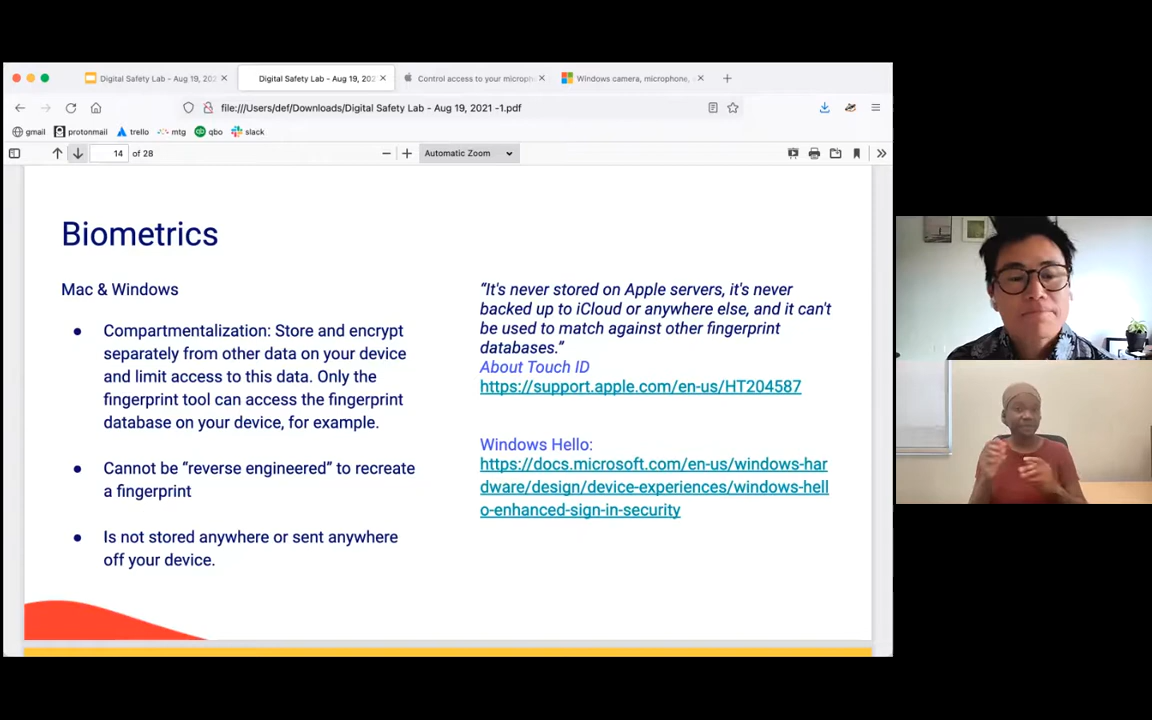 Digital Safety Lab - Aug 19, 202
Digital Safety Lab - Aug 19, 202
Control access to your microph
Windows camera, microphone,
file:///Users/def/Downloads/Digital Safety Lab - Aug 19, 2021 -1.pdf
gmail protonmail trello mtg qbo slack
14 of 28
Automatic Zoom
Biometrics
Mac & Windows
● Compartmentalization: Store and encrypt
separately from other data on your device
and limit access to this data. Only the
fingerprint tool can access the fingerprint
database on your device, for example.
● Cannot be “reverse engineered” to recreate
a fingerprint
● Is not stored anywhere or sent anywhere
off your device.
“It's never stored on Apple servers, it's never
backed up to iCloud or anywhere else, and it can't
be used to match against other fingerprint
databases.”
About Touch ID
https://support.apple.com/en-us/HT204587
Windows Hello:
https://docs.microsoft.com/en-us/windows-har
dware/design/device-experiences/windows-hell
o-enhanced-sign-in-security